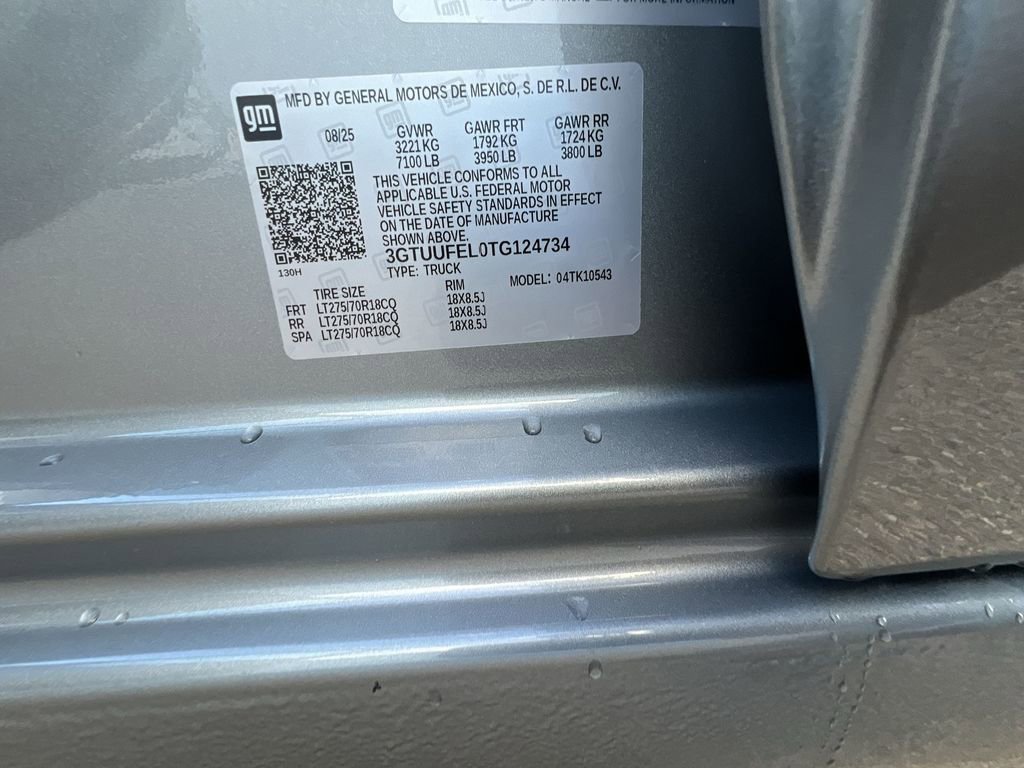 FOR MORE INFORMATION
gm
MFD BY GENERAL MOTORS DE MEXICO, S. DE R.L. DE C.V.
08/25 GVWR GAWR FRT GAWR RR
3221 KG 1792 KG 1724 KG
7100 LB 3950 LB 3800 LB
THIS VEHICLE CONFORMS TO ALL
APPLICABLE U.S. FEDERAL MOTOR
VEHICLE SAFETY STANDARDS IN EFFECT
ON THE DATE OF MANUFACTURE
SHOWN ABOVE.
3GTUUFEL0TG124734
130H
TYPE: TRUCK
MODEL: 04TK10543
TIRE SIZE RIM
FRT LT275/70R18CQ 18X8.5J
RR LT275/70R18CQ 18X8.5J
SPA LT275/70R18CQ 18X8.5J